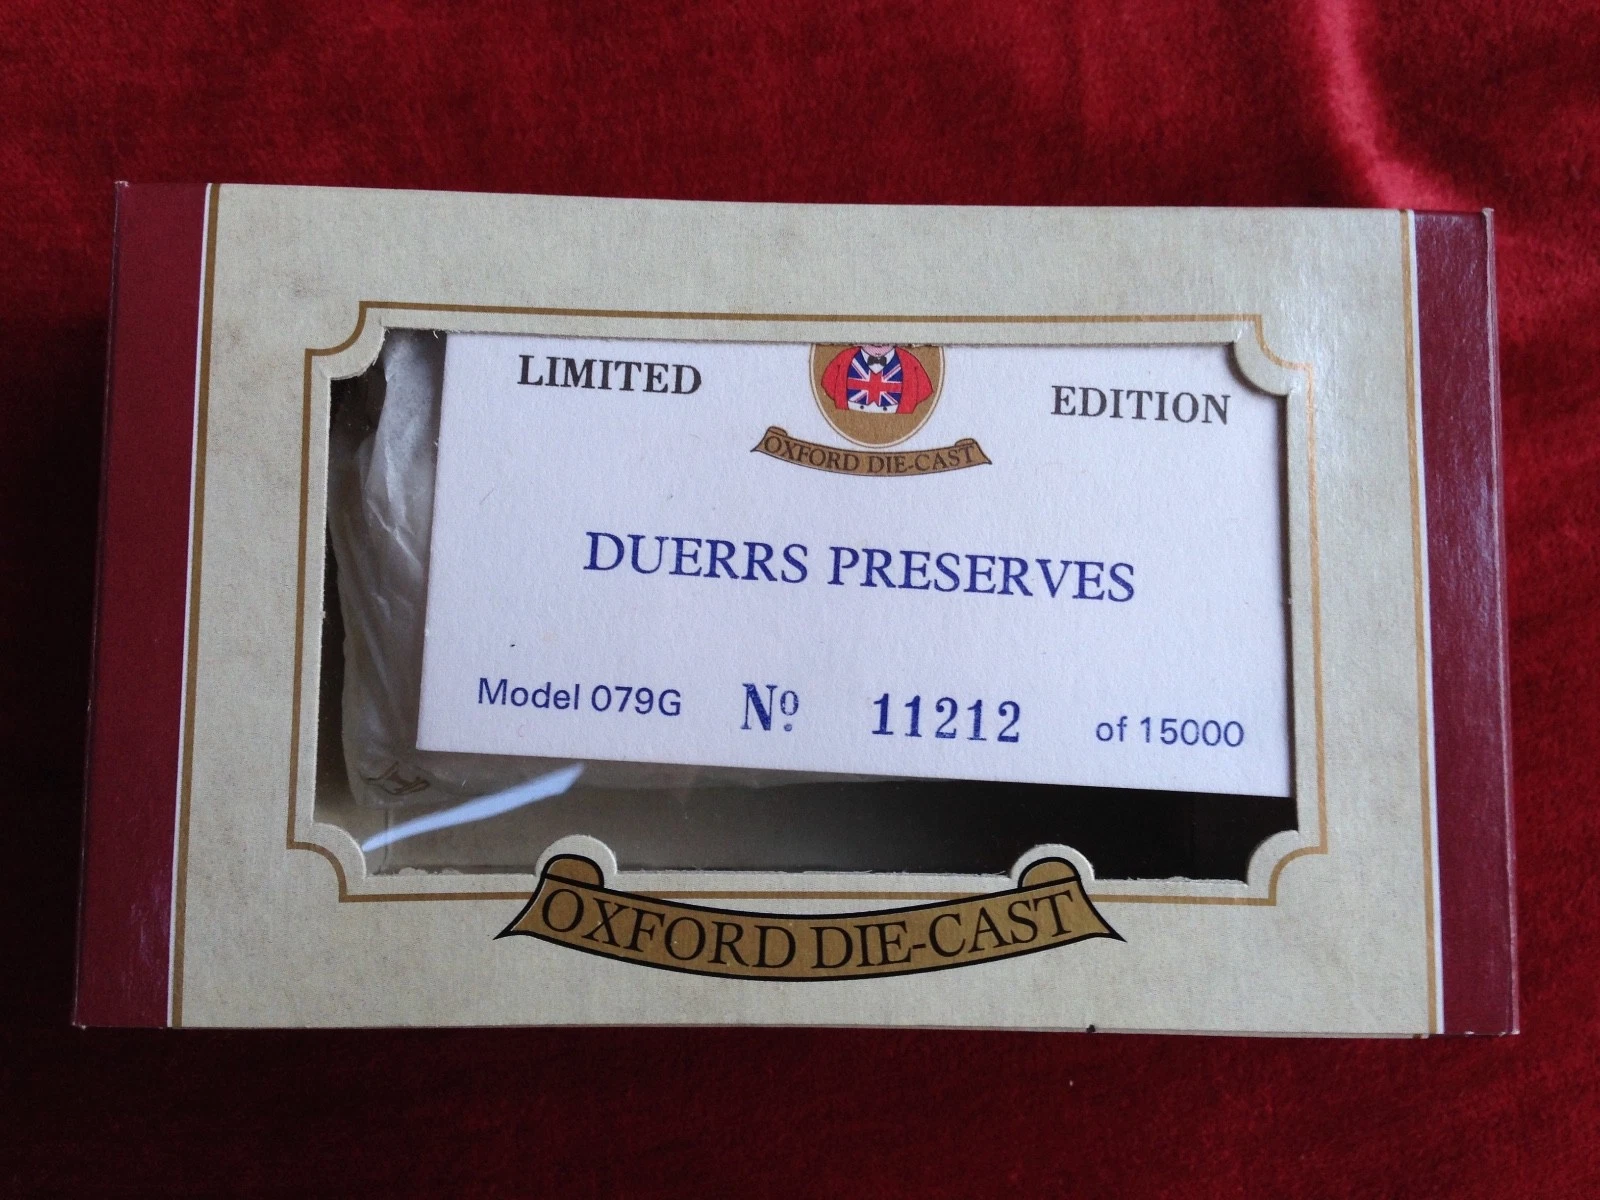 LIMITED EDITION
OXFORD DIE-CAST
DUERRS PRESERVES
Model 079G Nº 11212 of 15000
OXFORD DIE-CAST